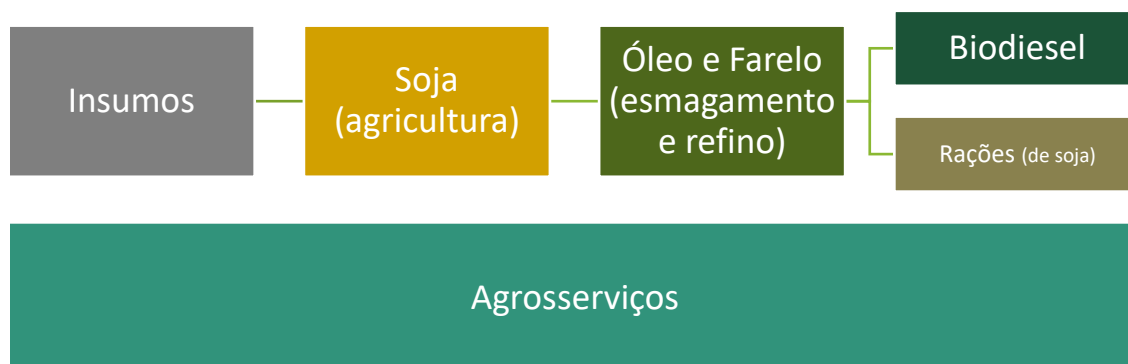 Insumos
Soja
(agricultura)
Óleo e Farelo
(esmagamento
e refino)
Biodiesel
Rações (de soja)
Agrosserviços